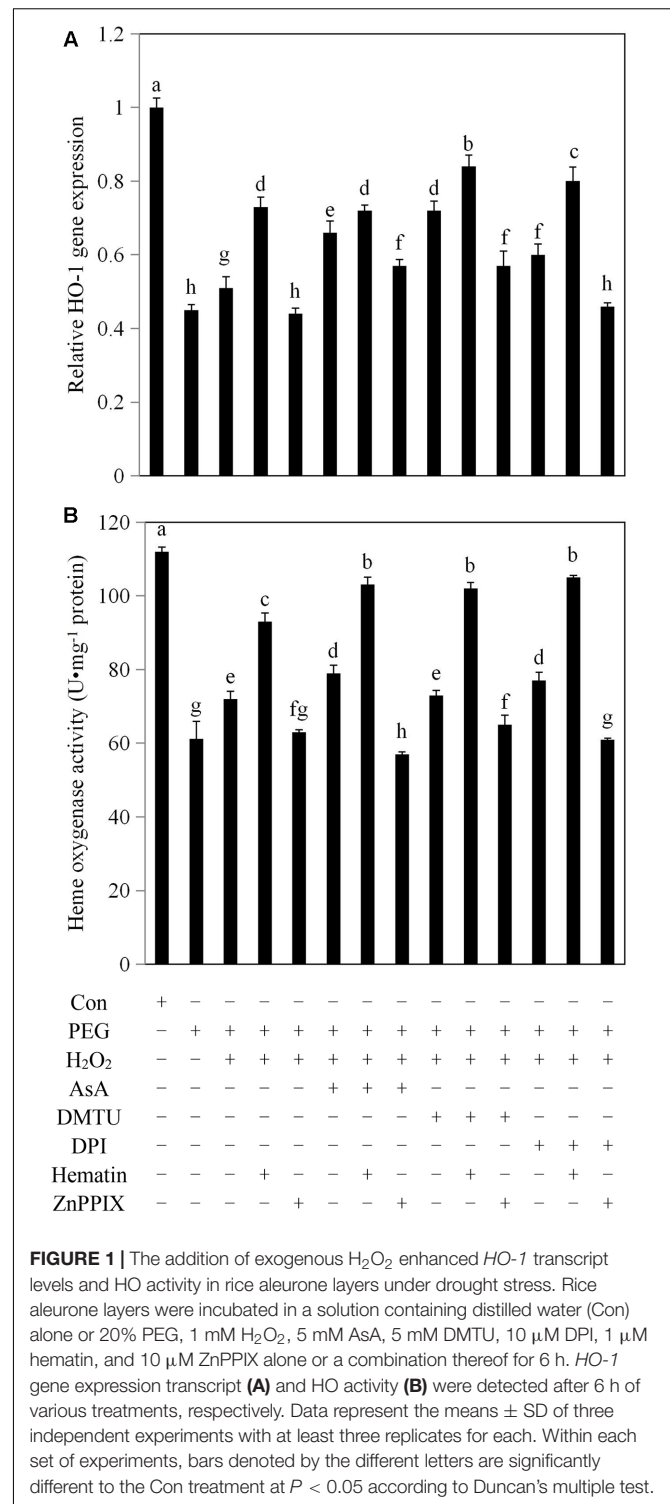 A
1.2
1
0.8
0.6
0.4
0.2
0
Relative HO-1 gene expression
a
h
g
d
h
e
d
f
d
b
f
f
c
h
B
120
100
80
60
40
20
0
Heme oxygenase activity (U•mg⁻¹ protein)
a
g
e
c
fg
d
b
h
e
b
f
d
b
g
Con + − − − − − − − − − − − − −
PEG − + + + + + + + + + + + + +
H₂O₂ − − + + + + + + + + + + + +
AsA − − − − − + + + − − − − − −
DMTU − − − − − − − − + + + − − −
DPI − − − − − − − − − − − + + +
Hematin − − − + − − + − − + − − + −
ZnPPIX − − − − + − − + − − + − − +
FIGURE 1 | The addition of exogenous H₂O₂ enhanced HO-1 transcript
levels and HO activity in rice aleurone layers under drought stress. Rice
aleurone layers were incubated in a solution containing distilled water (Con)
alone or 20% PEG, 1 mM H₂O₂, 5 mM AsA, 5 mM DMTU, 10 μM DPI, 1 μM
hematin, and 10 μM ZnPPIX alone or a combination thereof for 6 h. HO-1
gene expression transcript (A) and HO activity (B) were detected after 6 h of
various treatments, respectively. Data represent the means ± SD of three
independent experiments with at least three replicates for each. Within each
set of experiments, bars denoted by the different letters are significantly
different to the Con treatment at P < 0.05 according to Duncan's multiple test.